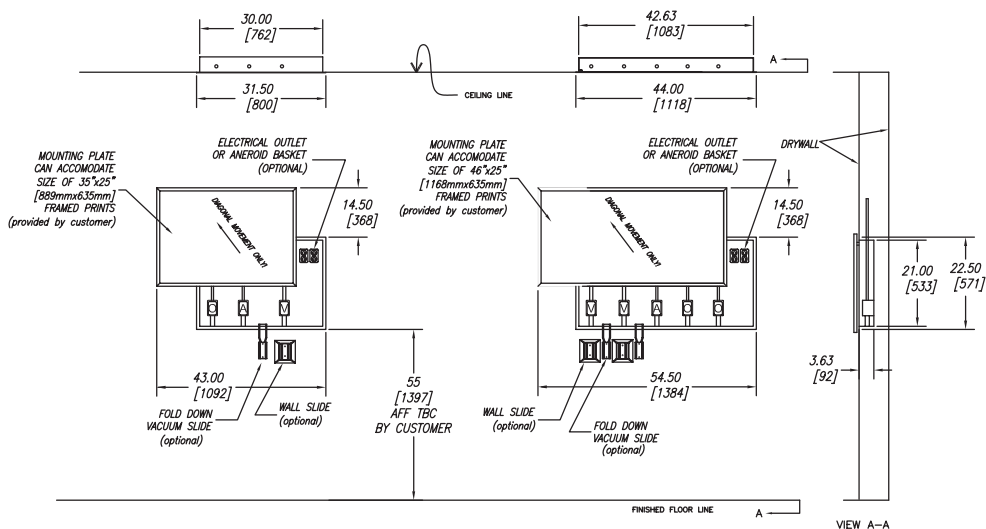 30.00
[762]
42.63
[1083]
A
31.50
[800]
CEILING LINE
44.00
[1118]
ELECTRICAL OUTLET
OR ANEROID BASKET
(OPTIONAL)
ELECTRICAL OUTLET
OR ANEROID BASKET
(OPTIONAL)
DRYWALL
MOUNTING PLATE
CAN ACCOMODATE
SIZE OF 35"x25"
[889mmx635mm]
FRAMED PRINTS
(provided by customer)
MOUNTING PLATE
CAN ACCOMODATE
SIZE OF 46"x25"
[1168mmx635mm]
FRAMED PRINTS
(provided by customer)
DIAGONAL MOVEMENT ONLY!
14.50
[368]
DIAGONAL MOVEMENT ONLY!
14.50
[368]
21.00
[533]
22.50
[571]
O A V
V V A O O
3.63
[92]
43.00
[1092]
55
[1397]
AFF TBC
BY CUSTOMER
54.50
[1384]
FOLD DOWN
VACUUM SLIDE
(optional)
WALL SLIDE
(optional)
WALL SLIDE
(optional)
FOLD DOWN
VACUUM SLIDE
(optional)
FINISHED FLOOR LINE
A
VIEW A-A